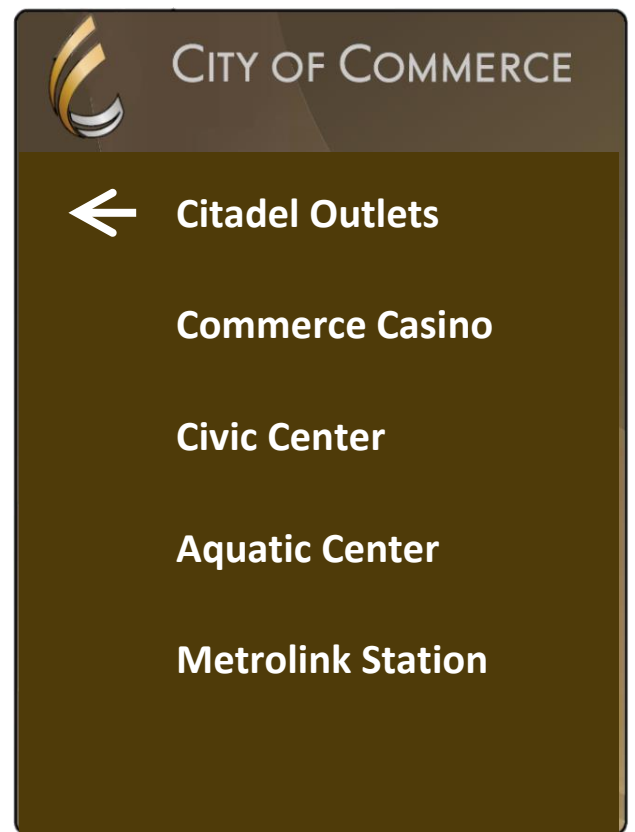 CITY OF COMMERCE
Citadel Outlets
Commerce Casino
Civic Center
Aquatic Center
Metrolink Station